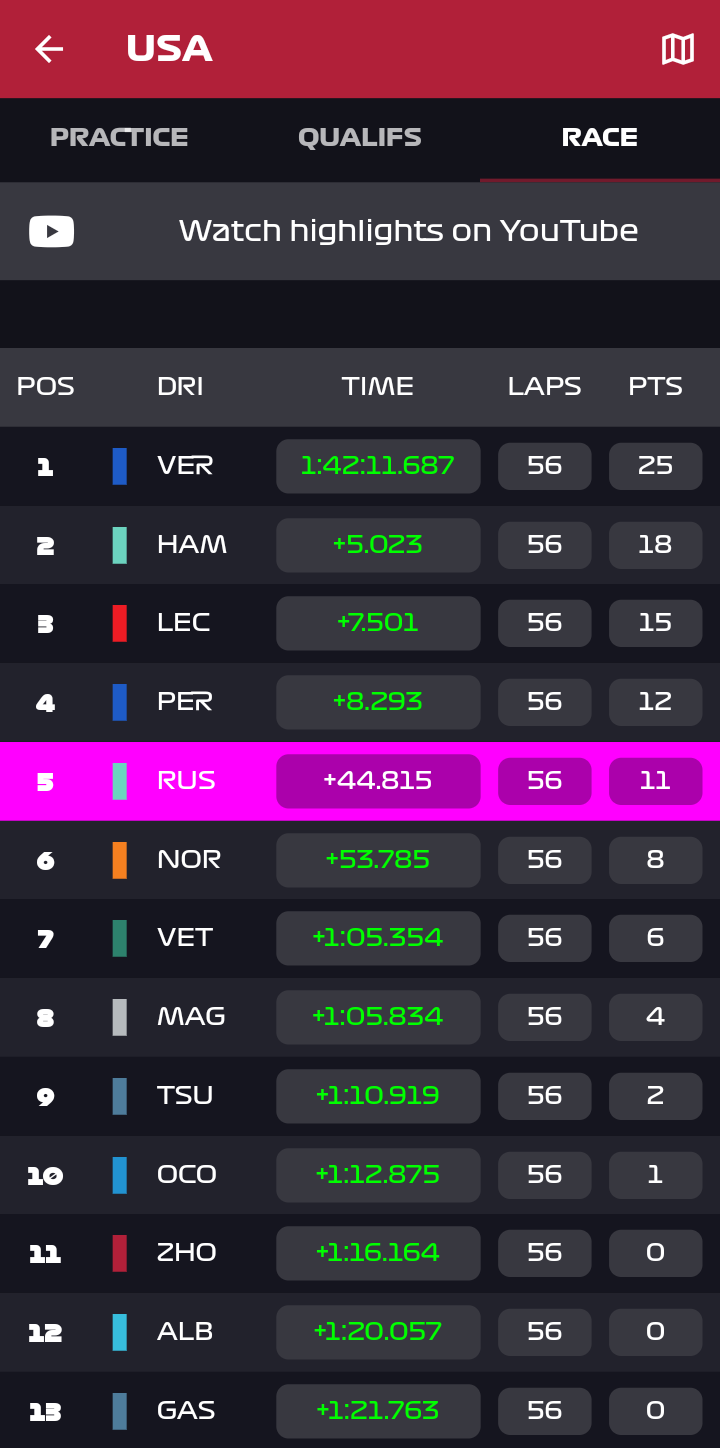 USA
PRACTICE QUALIFS RACE
Watch highlights on YouTube
POS DRI TIME LAPS PTS
1 VER 1:42:11.687 56 25
2 HAM +5.023 56 18
3 LEC +7.501 56 15
4 PER +8.293 56 12
5 RUS +44.815 56 11
6 NOR +53.785 56 8
7 VET +1:05.354 56 6
8 MAG +1:05.834 56 4
9 TSU +1:10.919 56 2
10 OCO +1:12.875 56 1
11 ZHO +1:16.164 56 0
12 ALB +1:20.057 56 0
13 GAS +1:21.763 56 0